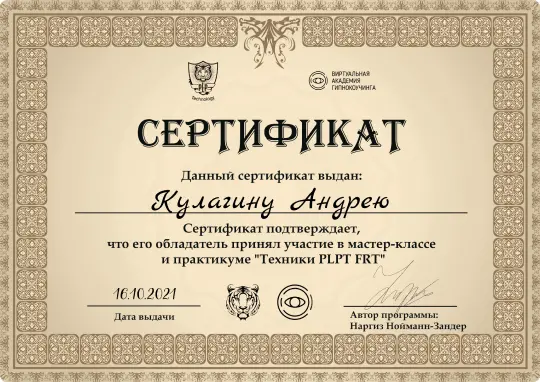 ВИРТУАЛЬНАЯ
АКАДЕМИЯ
ГИПНОКОУЧИНГА
СЕРТИФИКАТ
Данный сертификат выдан:
Кулагину Андрею
Сертификат подтверждает,
что его обладатель принял участие в мастер-классе
и практикуме "Техники PLPT FRT"
16.10.2021
Дата выдачи
Автор программы:
Наргиз Нойманн-Зандер